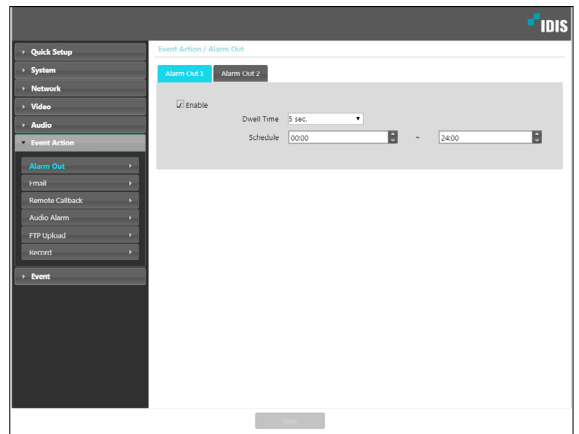 IDIS
Quick Setup
System
Network
Video
Audio
Event Action
Alarm Out
Email
Remote Callback
Audio Alarm
FTP Upload
Record
Event
Event Action / Alarm Out
Alarm Out 1 Alarm Out 2
Enable
Dwell Time 5 sec.
Schedule 00:00 ~ 24:00
Save